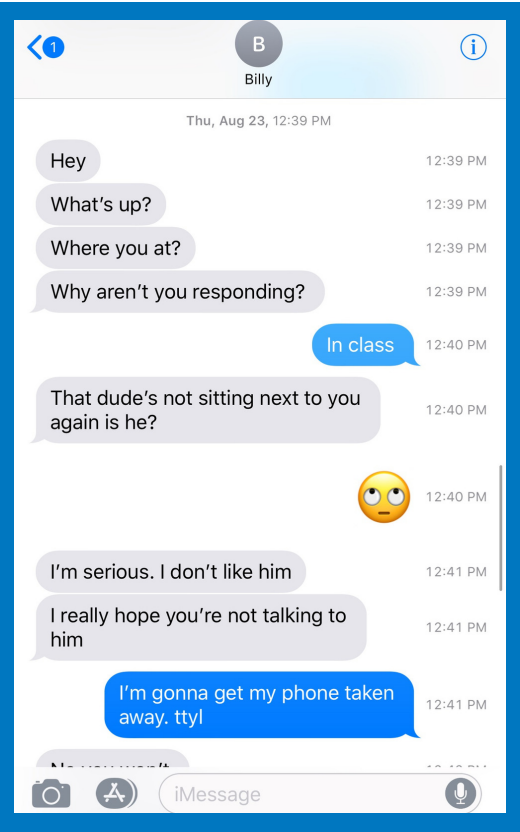 1
B
Billy
Thu, Aug 23, 12:39 PM
Hey 12:39 PM
What's up? 12:39 PM
Where you at? 12:39 PM
Why aren't you responding? 12:39 PM
In class 12:40 PM
That dude's not sitting next to you
again is he? 12:40 PM
12:40 PM
I'm serious. I don't like him 12:41 PM
I really hope you're not talking to
him 12:41 PM
I'm gonna get my phone taken
away. ttyl 12:41 PM
No you won't
iMessage